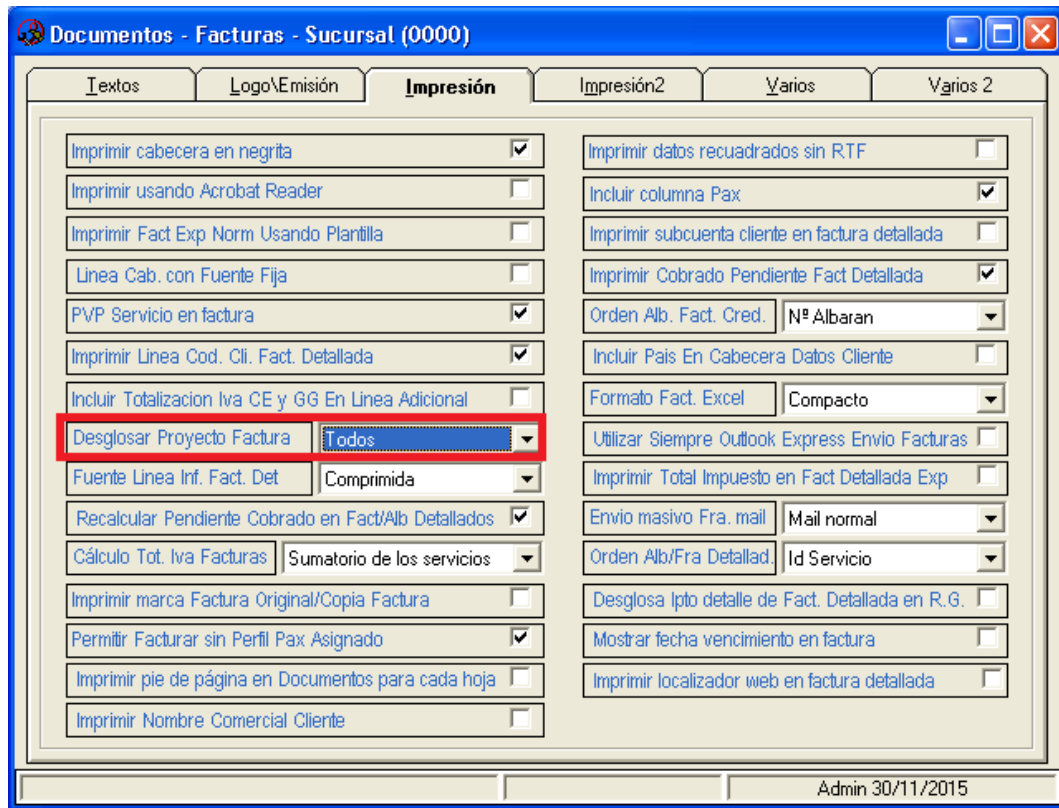 Documentos - Facturas - Sucursal (0000)
Textos
Logo\Emisión
Impresión
Impresión2
Varios
Varios 2
Imprimir cabecera en negrita
Imprimir usando Acrobat Reader
Imprimir Fact Exp Norm Usando Plantilla
Linea Cab. con Fuente Fija
PVP Servicio en factura
Imprimir Linea Cod. Cli. Fact. Detallada
Incluir Totalizacion Iva CE y GG En Linea Adicional
Desglosar Proyecto Factura Todos
Fuente Linea Inf. Fact. Det Comprimida
Recalcular Pendiente Cobrado en Fact/Alb Detallados
Cálculo Tot. Iva Facturas Sumatorio de los servicios
Imprimir marca Factura Original/Copia Factura
Permitir Facturar sin Perfil Pax Asignado
Imprimir pie de página en Documentos para cada hoja
Imprimir Nombre Comercial Cliente
Imprimir datos recuadrados sin RTF
Incluir columna Pax
Imprimir subcuenta cliente en factura detallada
Imprimir Cobrado Pendiente Fact Detallada
Orden Alb. Fact. Cred. Nº Albaran
Incluir Pais En Cabecera Datos Cliente
Formato Fact. Excel Compacto
Utilizar Siempre Outlook Express Envio Facturas
Imprimir Total Impuesto en Fact Detallada Exp
Envio masivo Fra. mail Mail normal
Orden Alb/Fra Detallad. Id Servicio
Desglosa Ipto detalle de Fact. Detallada en R.G.
Mostrar fecha vencimiento en factura
Imprimir localizador web en factura detallada
Admin 30/11/2015